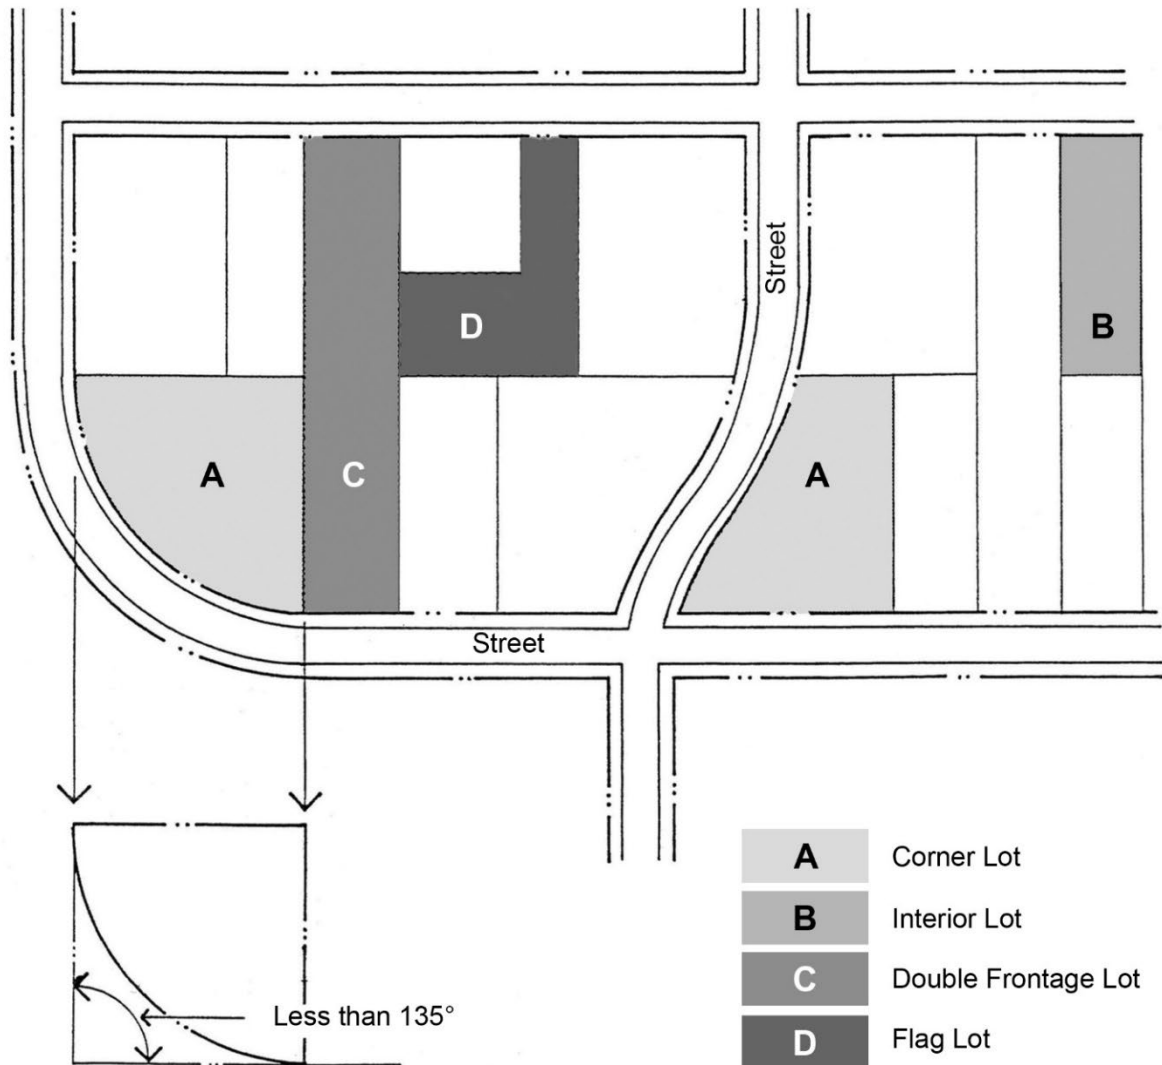 Street
D
B
A
C
A
Street
Less than 135°
A Corner Lot
B Interior Lot
C Double Frontage Lot
D Flag Lot